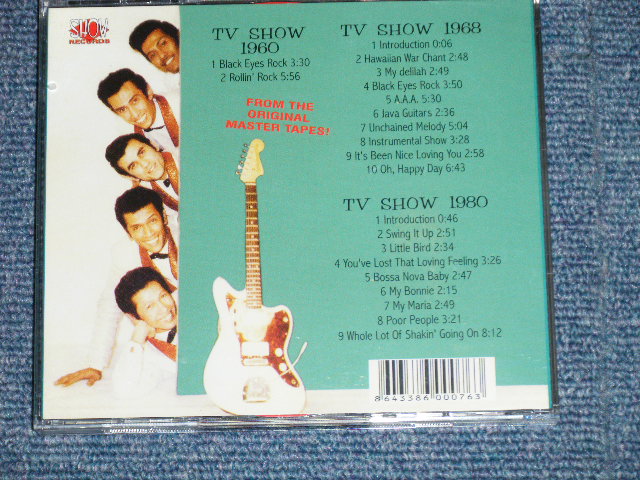 SHOW
RECORDS
TV SHOW
1960
1 Black Eyes Rock 3:30
2 Rollin' Rock 5:56
FROM THE
ORIGINAL
MASTER TAPES!
TV SHOW 1968
1 Introduction 0:06
2 Hawaiian War Chant 2:48
3 My delilah 2:49
4 Black Eyes Rock 3:50
5 A.A.A. 5:30
6 Java Guitars 2:36
7 Unchained Melody 5:04
8 Instrumental Show 3:28
9 It's Been Nice Loving You 2:58
10 Oh, Happy Day 6:43
TV SHOW 1980
1 Introduction 0:46
2 Swing It Up 2:51
3 Little Bird 2:34
4 You've Lost That Loving Feeling 3:26
5 Bossa Nova Baby 2:47
6 My Bonnie 2:15
7 My Maria 2:49
8 Poor People 3:21
9 Whole Lot Of Shakin' Going On 8:12
8 643386 000763